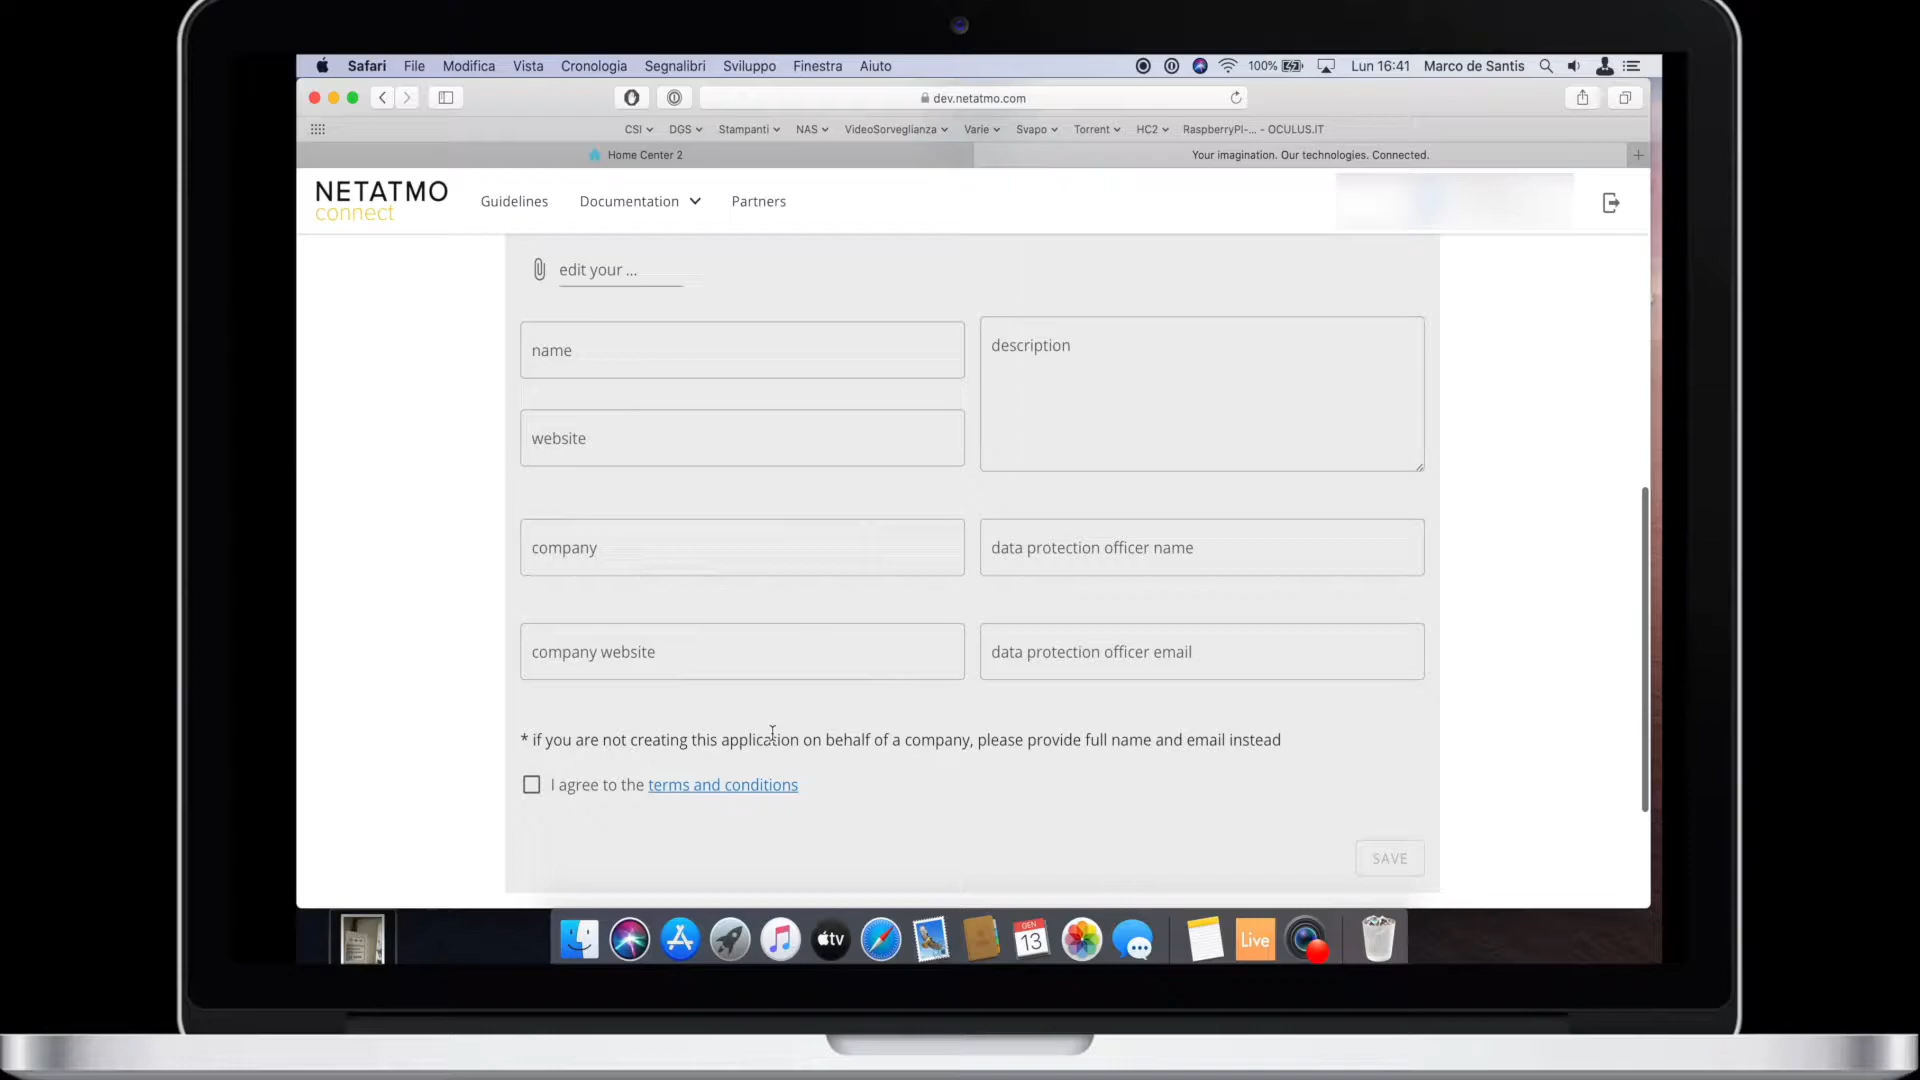 Safari File Modifica Vista Cronologia Segnalibri Sviluppo Finestra Aiuto 100% Lun 16:41 Marco de Santis
dev.netatmo.com
CSI DGS Stampanti NAS VideoSorveglianza Varie Svapo Torrent HC2 RaspberryPI-... - OCULUS.IT
Home Center 2 Your imagination. Our technologies. Connected.
NETATMO
connect
Guidelines Documentation Partners
edit your ...
name
description
website
company
data protection officer name
company website
data protection officer email
* if you are not creating this application on behalf of a company, please provide full name and email instead
I agree to the terms and conditions
SAVE
tv
GEN
13
Live